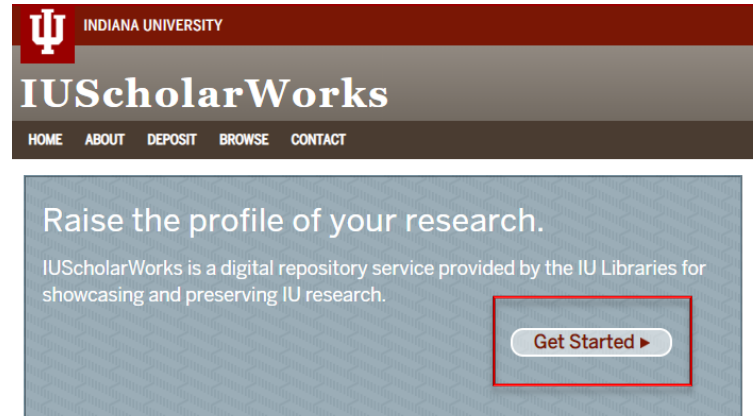 INDIANA UNIVERSITY
IUScholarWorks
HOME ABOUT DEPOSIT BROWSE CONTACT
Raise the profile of your research.
IUScholarWorks is a digital repository service provided by the IU Libraries for
showcasing and preserving IU research.
Get Started ▸